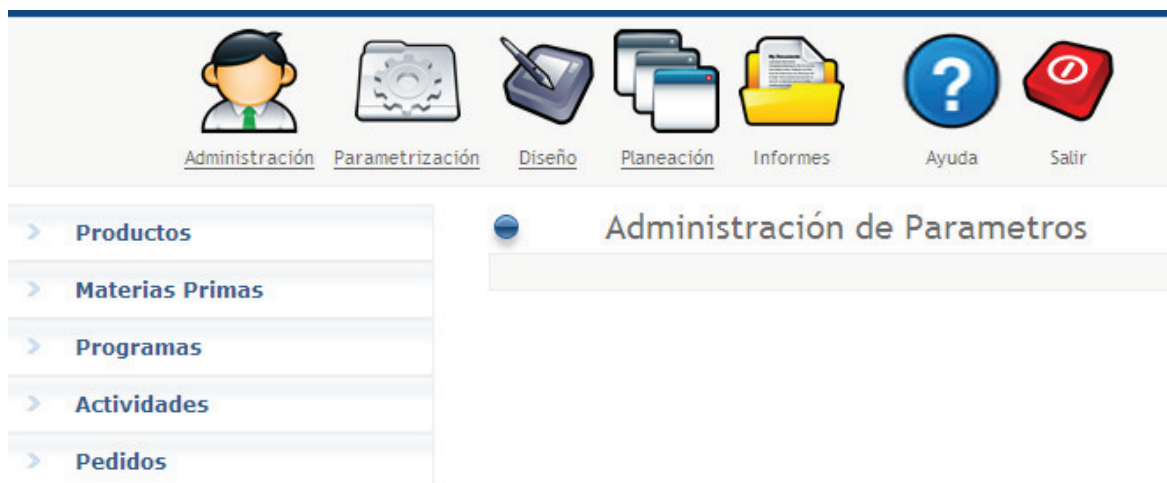 Administración Parametrización Diseño Planeación Informes Ayuda Salir
Productos
Materias Primas
Programas
Actividades
Pedidos
Administración de Parametros